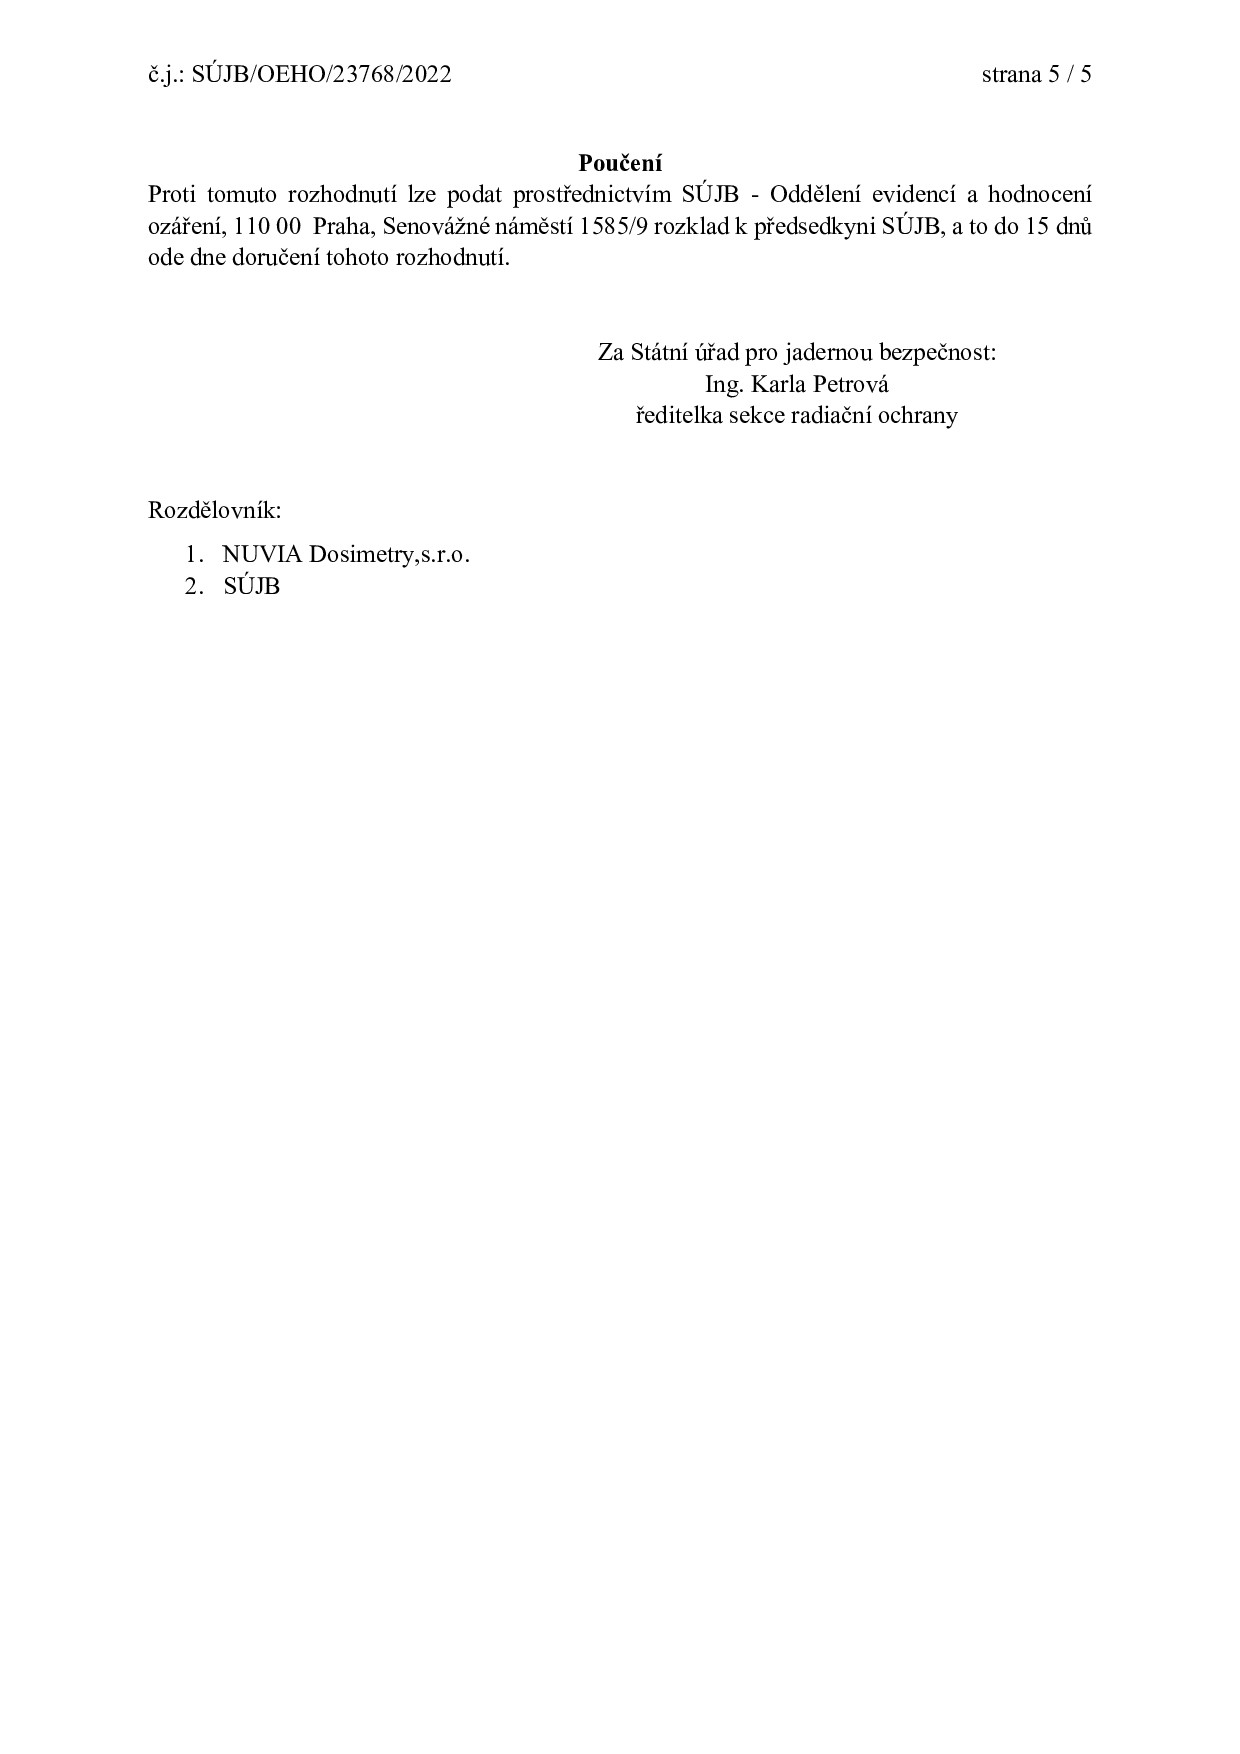 č.j.: SÚJB/OEHO/23768/2022 strana 5 / 5
Poučení
Proti tomuto rozhodnutí lze podat prostřednictvím SÚJB - Oddělení evidencí a hodnocení
ozáření, 110 00  Praha, Senovážné náměstí 1585/9 rozklad k předsedkyni SÚJB, a to do 15 dnů
ode dne doručení tohoto rozhodnutí.
Za Státní úřad pro jadernou bezpečnost:
Ing. Karla Petrová
ředitelka sekce radiační ochrany
Rozdělovník:
1. NUVIA Dosimetry,s.r.o.
2. SÚJB